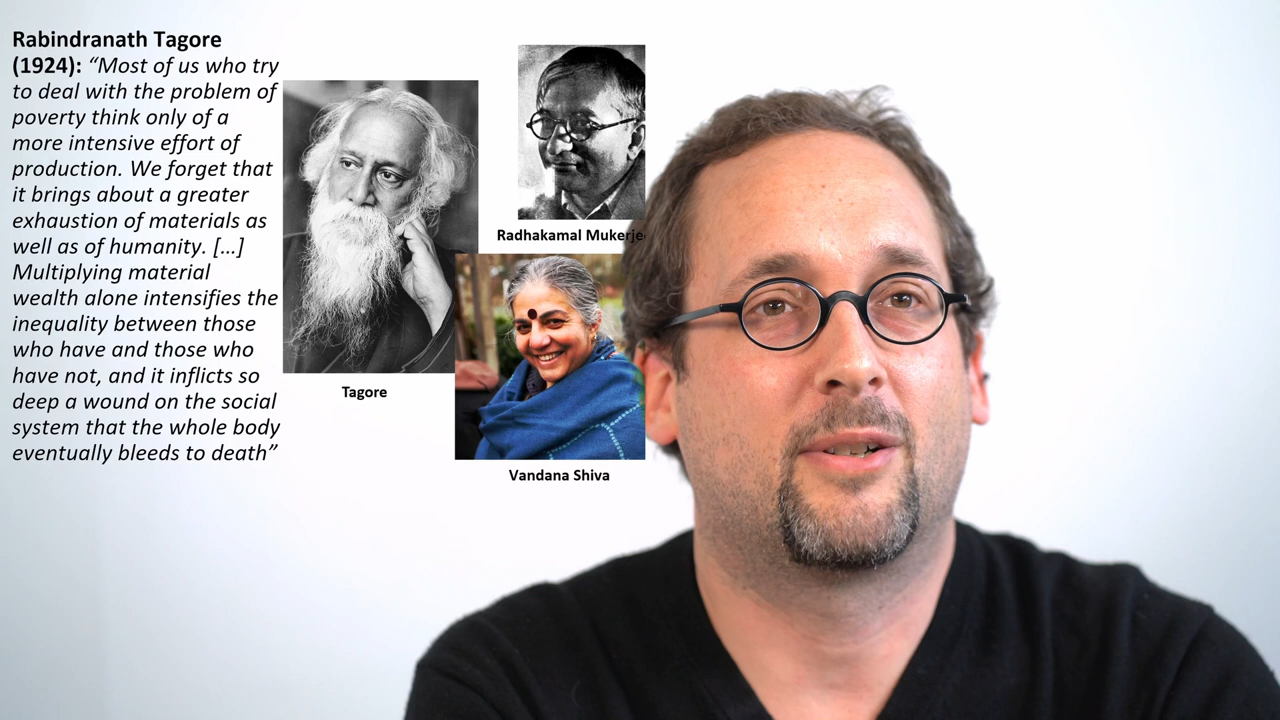 Rabindranath Tagore
(1924): “Most of us who try
to deal with the problem of
poverty think only of a
more intensive effort of
production. We forget that
it brings about a greater
exhaustion of materials as
well as of humanity. […]
Multiplying material
wealth alone intensifies the
inequality between those
who have and those who
have not, and it inflicts so
deep a wound on the social
system that the whole body
eventually bleeds to death”
Radhakamal Mukerje
Tagore
Vandana Shiva